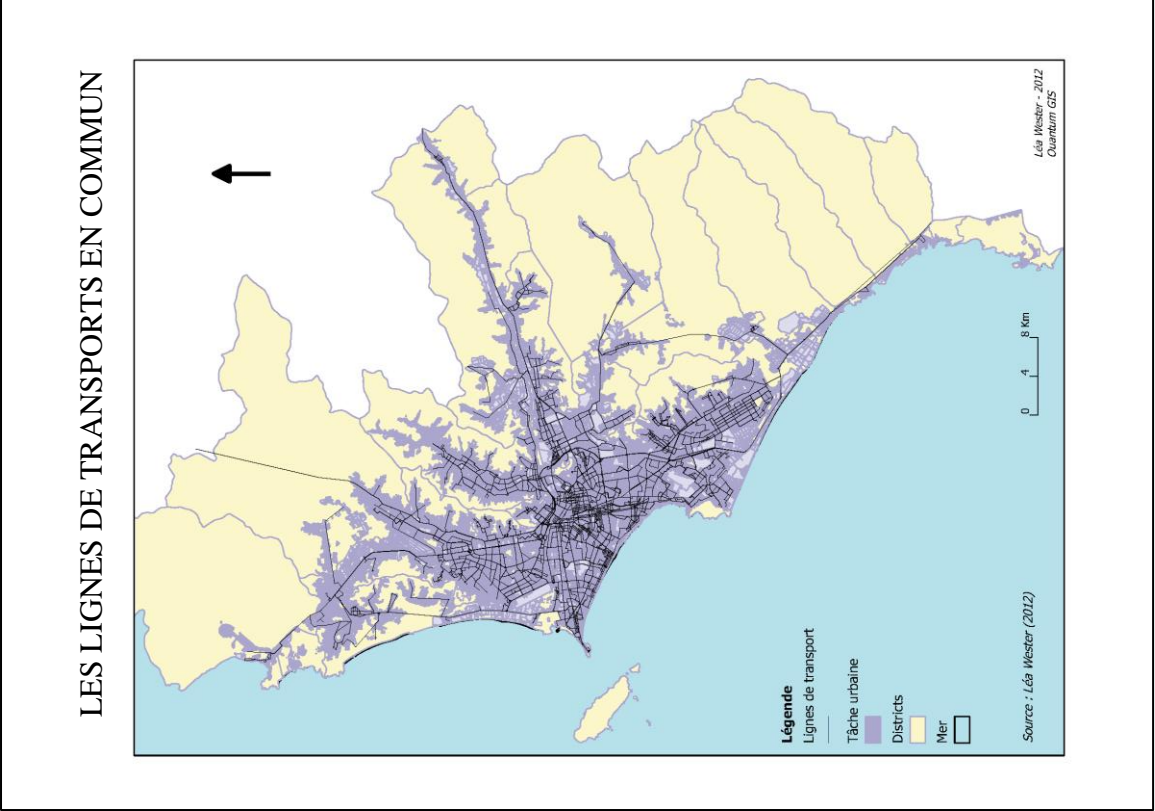 LES LIGNES DE TRANSPORTS EN COMMUN
Léa Wester - 2012
Quantum GIS
0 4 8 Km
Légende
Lignes de transport
Tâche urbaine
Districts
Mer
Source : Léa Wester (2012)